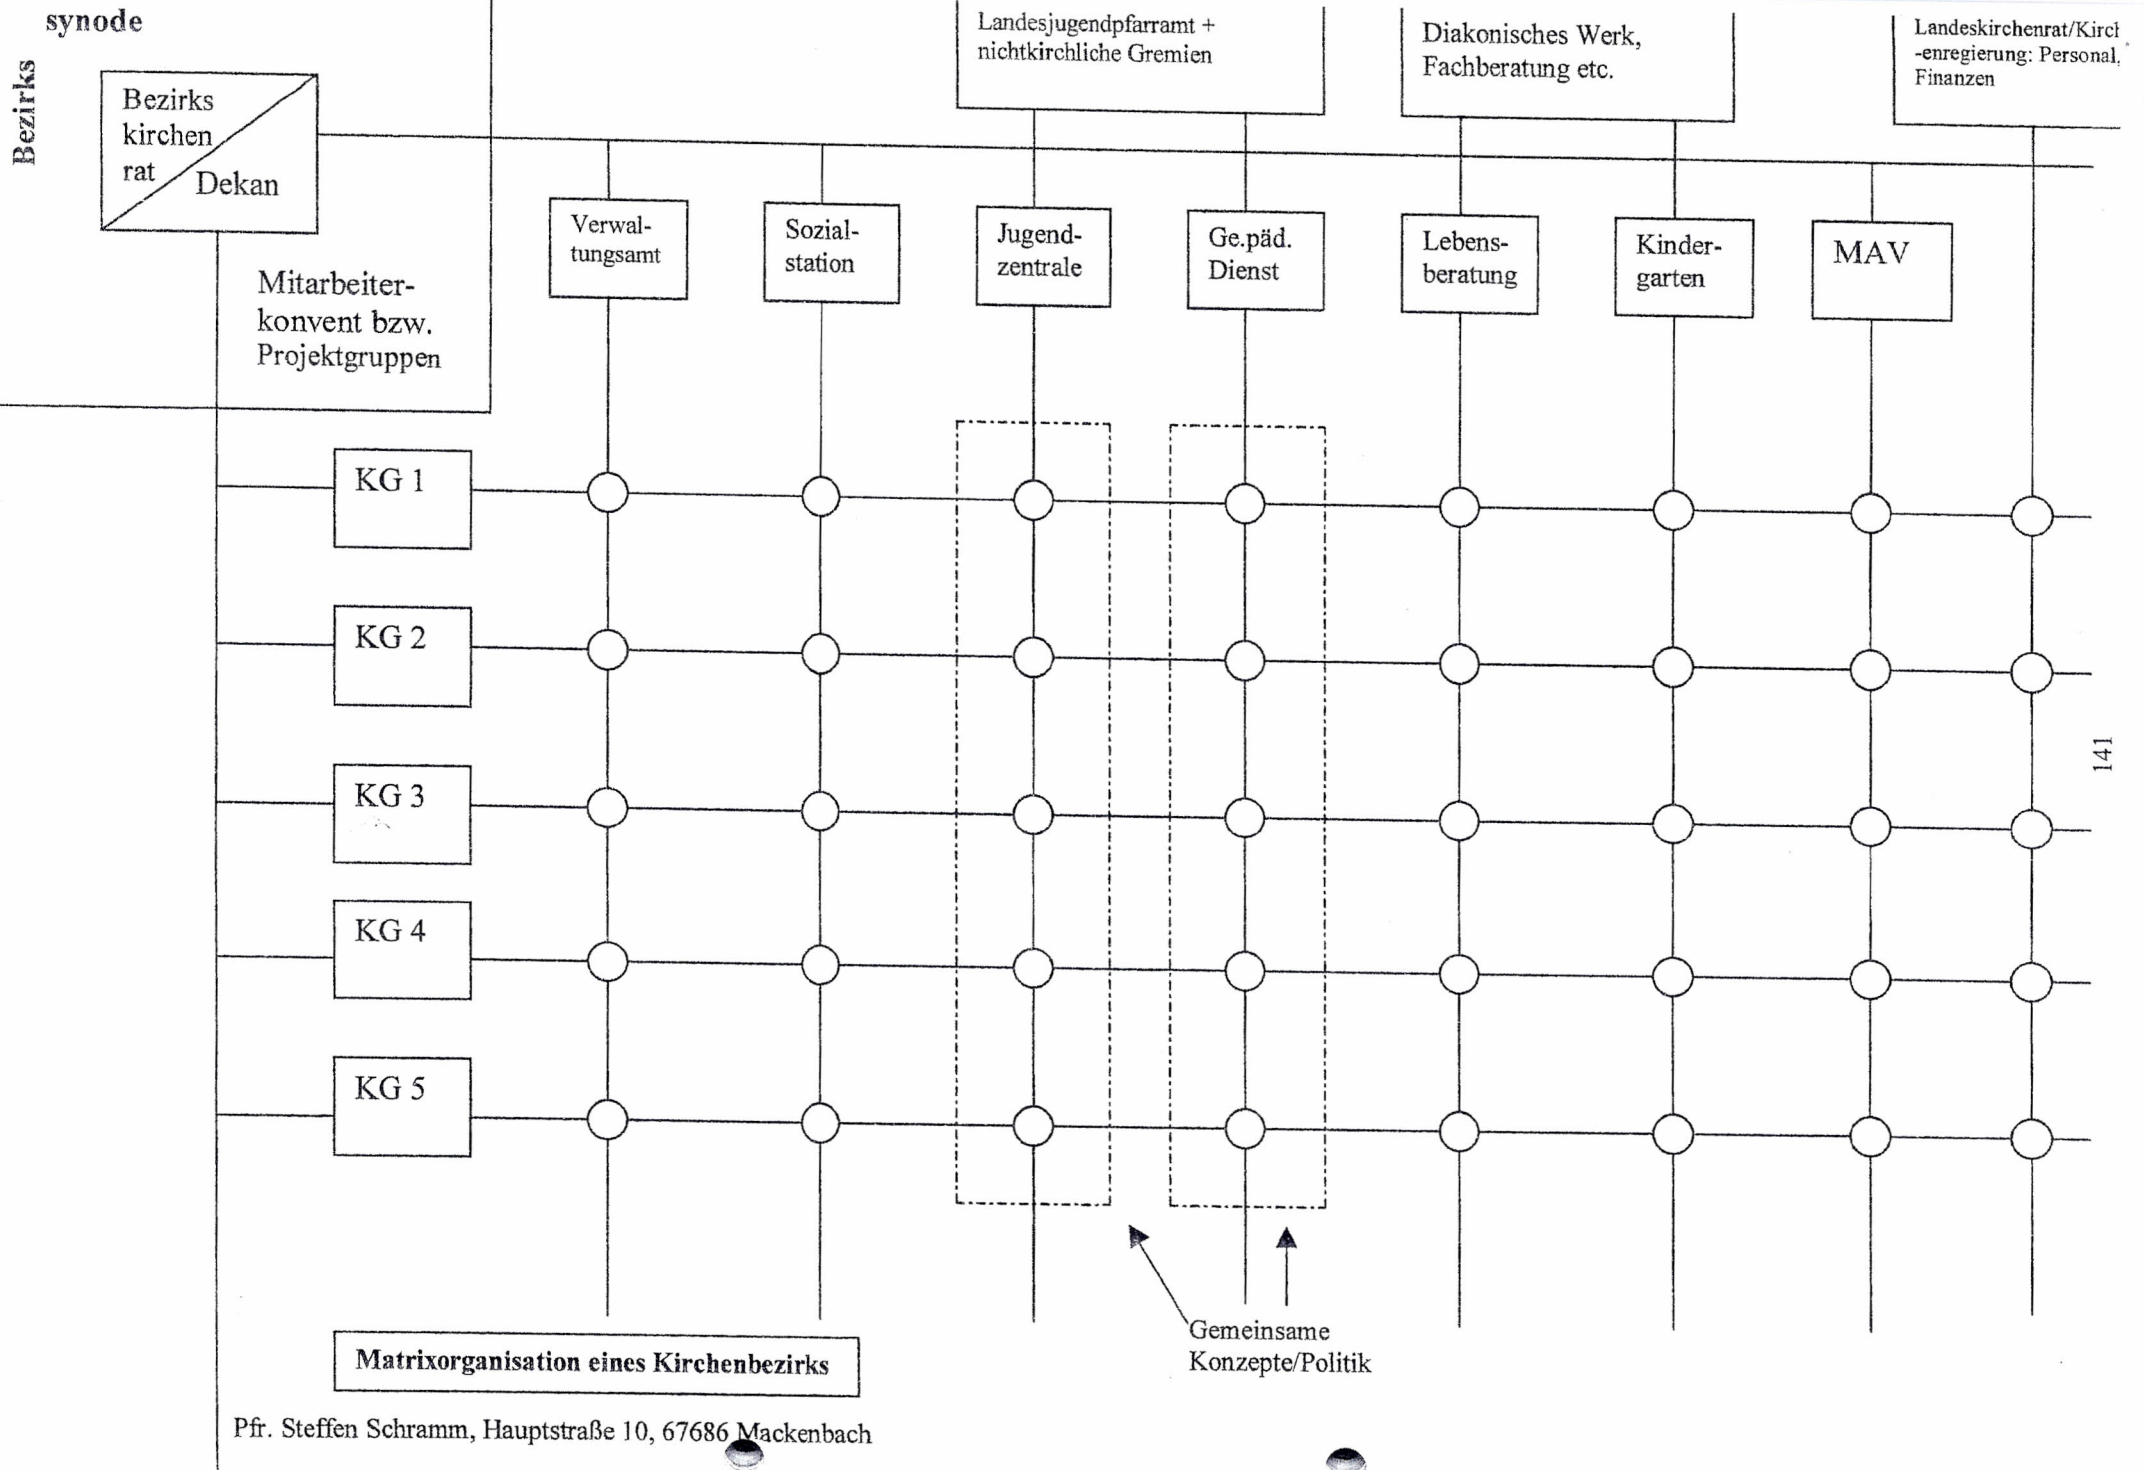 synode
Bezirks
Bezirks
kirchen
rat
Dekan
Mitarbeiter-
konvent bzw.
Projektgruppen
Landesjugendpfarramt +
nichtkirchliche Gremien
Diakonisches Werk,
Fachberatung etc.
Landeskirchenrat/Kirch
-enregierung: Personal,
Finanzen
Verwal-
tungsamt
Sozial-
station
Jugend-
zentrale
Ge.päd.
Dienst
Lebens-
beratung
Kinder-
garten
MAV
KG 1
KG 2
KG 3
KG 4
KG 5
141
Gemeinsame
Konzepte/Politik
Matrixorganisation eines Kirchenbezirks
Pfr. Steffen Schramm, Hauptstraße 10, 67686 Mackenbach